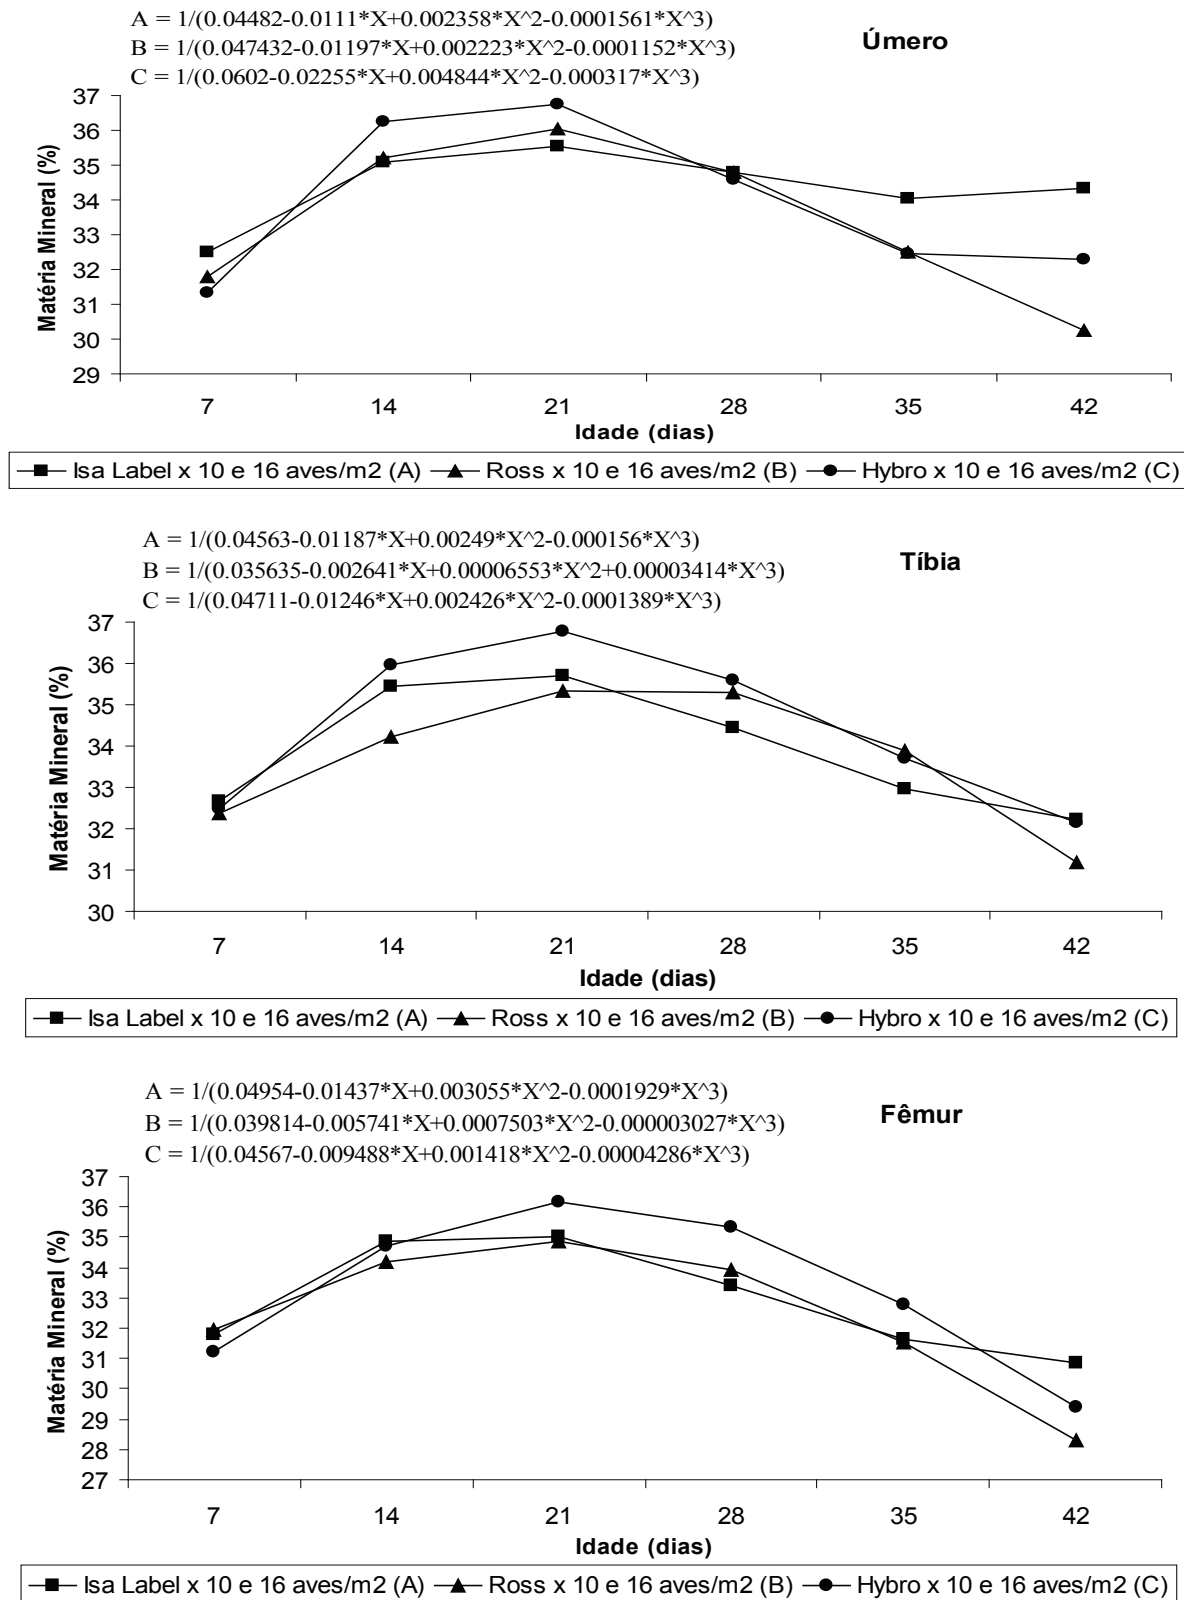 A = 1/(0.04482-0.0111*X+0.002358*X^2-0.0001561*X^3)
B = 1/(0.047432-0.01197*X+0.002223*X^2-0.0001152*X^3)
C = 1/(0.0602-0.02255*X+0.004844*X^2-0.000317*X^3)
Úmero
Matéria Mineral (%)
37
36
35
34
33
32
31
30
29
7 14 21 28 35 42
Idade (dias)
Isa Label x 10 e 16 aves/m2 (A) Ross x 10 e 16 aves/m2 (B) Hybro x 10 e 16 aves/m2 (C)
A = 1/(0.04563-0.01187*X+0.00249*X^2-0.000156*X^3)
B = 1/(0.035635-0.002641*X+0.00006553*X^2+0.00003414*X^3)
C = 1/(0.04711-0.01246*X+0.002426*X^2-0.0001389*X^3)
Tíbia
Matéria Mineral (%)
37
36
35
34
33
32
31
30
7 14 21 28 35 42
Idade (dias)
Isa Label x 10 e 16 aves/m2 (A) Ross x 10 e 16 aves/m2 (B) Hybro x 10 e 16 aves/m2 (C)
A = 1/(0.04954-0.01437*X+0.003055*X^2-0.0001929*X^3)
B = 1/(0.039814-0.005741*X+0.0007503*X^2-0.000003027*X^3)
C = 1/(0.04567-0.009488*X+0.001418*X^2-0.00004286*X^3)
Fêmur
Matéria Mineral (%)
37
36
35
34
33
32
31
30
29
28
27
7 14 21 28 35 42
Idade (dias)
Isa Label x 10 e 16 aves/m2 (A) Ross x 10 e 16 aves/m2 (B) Hybro x 10 e 16 aves/m2 (C)